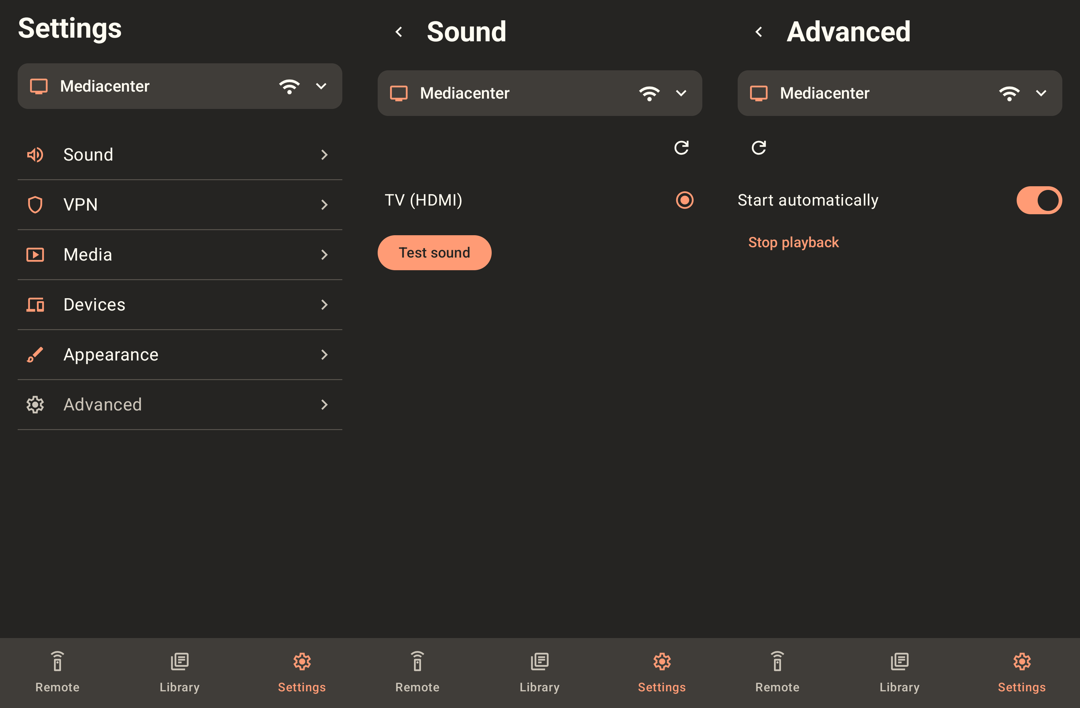 Settings
Mediacenter
Sound
VPN
Media
Devices
Appearance
Advanced
Remote
Library
Settings
Sound
Mediacenter
TV (HDMI)
Test sound
Remote
Library
Settings
Advanced
Mediacenter
Start automatically
Stop playback
Remote
Library
Settings